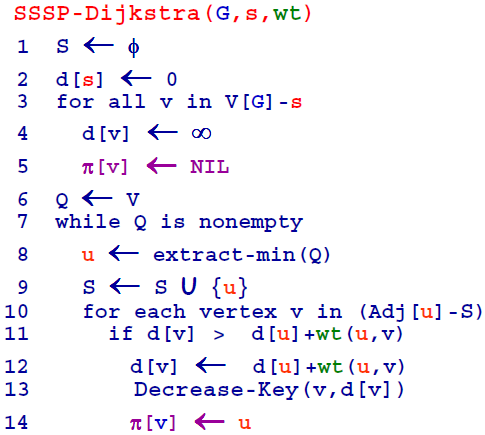 SSSP-Dijkstra(G,s,wt)
1 S ← ϕ
2 d[s] ← 0
3 for all v in V[G]-s
4 d[v] ← ∞
5 π[v] ← NIL
6 Q ← V
7 while Q is nonempty
8 u ← extract-min(Q)
9 S ← S ∪ {u}
10 for each vertex v in (Adj[u]-S)
11 if d[v] > d[u]+wt(u,v)
12 d[v] ← d[u]+wt(u,v)
13 Decrease-Key(v,d[v])
14 π[v] ← u